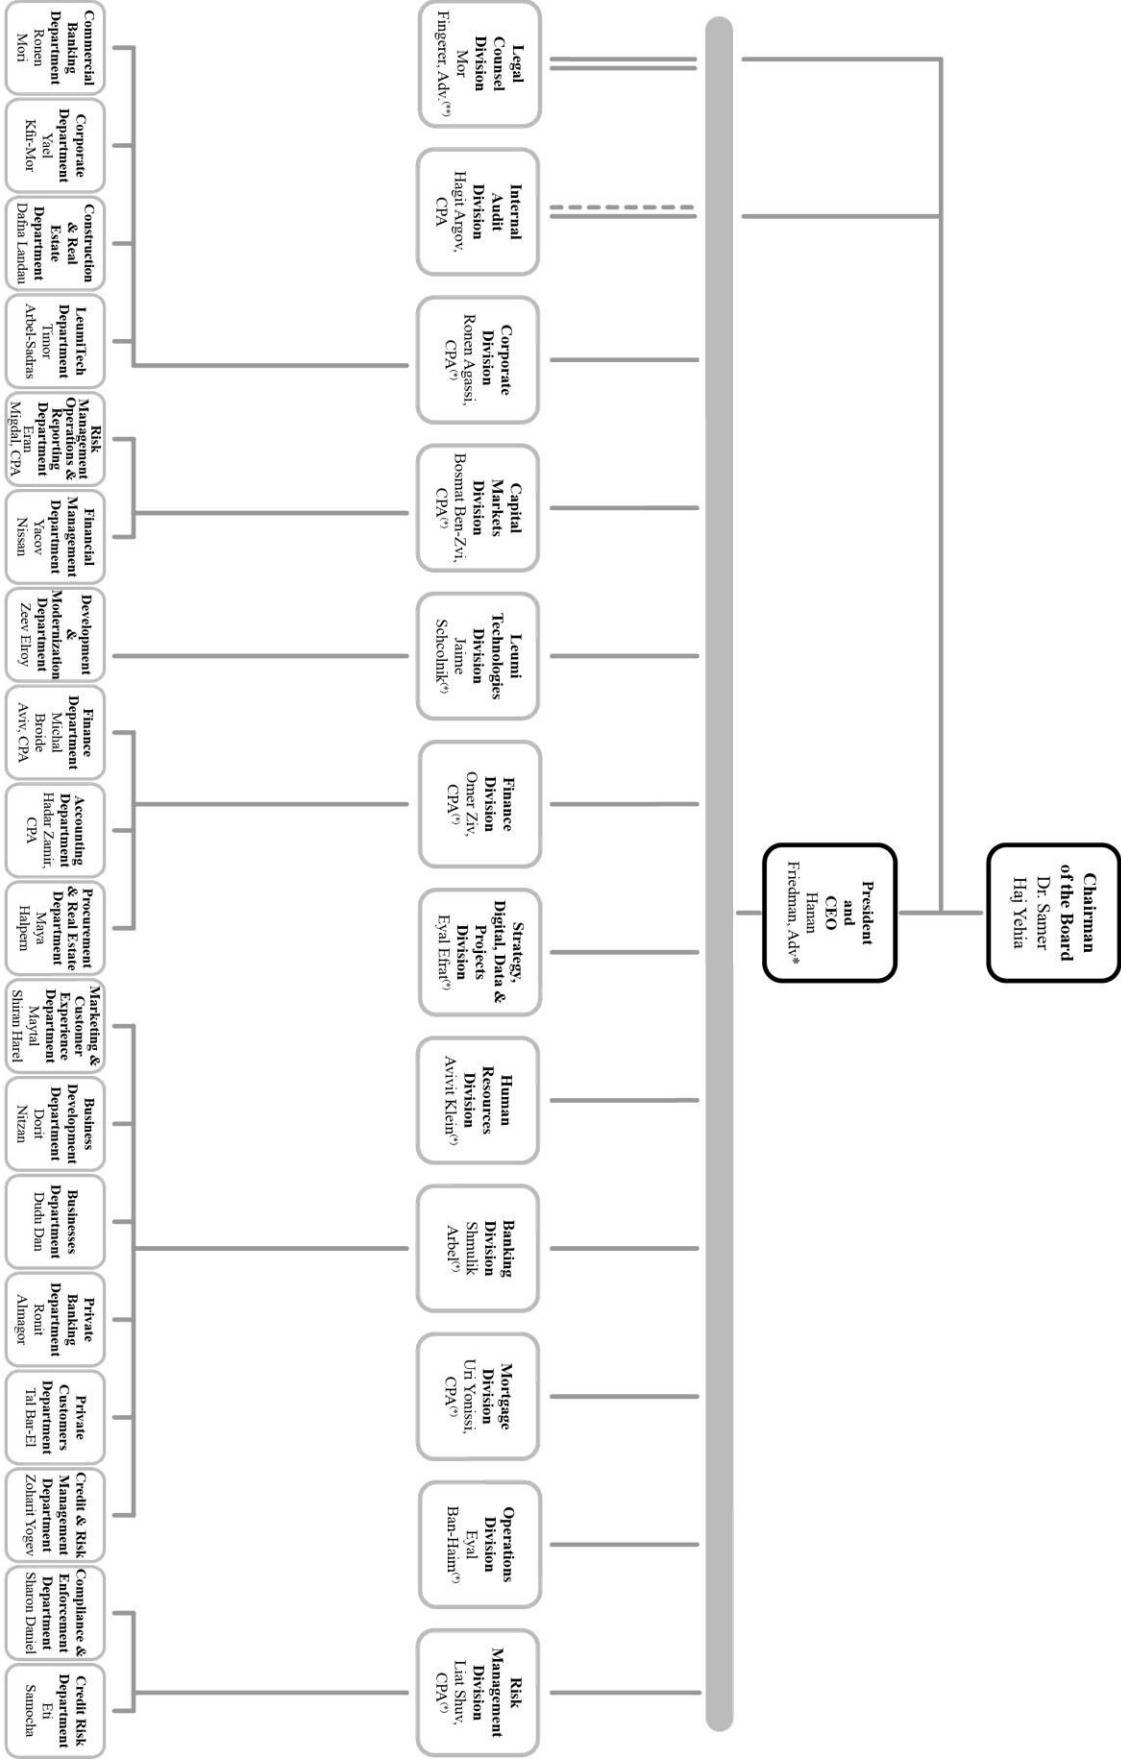 Chairman
of the Board
Dr. Samer
Haj Yehia
President
and
CEO
Hanan
Friedman, Adv*
Legal
Counsel
Division
Mor
Fingerer, Adv.(**)
Internal
Audit
Division
Hagit Argov,
CPA
Corporate
Division
Ronen Agassi,
CPA(*)
Capital
Markets
Division
Bosmat Ben-Zvi,
CPA(*)
Leumi
Technologies
Division
Jaime
Schcolnik(*)
Finance
Division
Omer Ziv,
CPA(*)
Strategy,
Digital, Data &
Projects
Division
Eyal Efrat(*)
Human
Resources
Division
Avivit Klein(*)
Banking
Division
Shmulik
Arbel(*)
Mortgage
Division
Uri Yonissi,
CPA(*)
Operations
Division
Eyal
Ban-Haim(*)
Risk
Management
Division
Liat Shuv,
CPA(*)
Commercial
Banking
Department
Ronen
Mori
Corporate
Department
Yael
Kfir-Mor
Construction
& Real
Estate
Department
Dafna Landau
LeumiTech
Department
Timor
Arbel-Sadras
Risk
Management
Operations &
Reporting
Department
Eran
Migdal, CPA
Financial
Management
Department
Yacov
Nissan
Development
&
Modernization
Department
Zeev Elroy
Finance
Department
Michal
Broide
Aviv, CPA
Accounting
Department
Hadar Zamir,
CPA
Procurement
& Real Estate
Department
Maya
Halpern
Marketing &
Customer
Experience
Department
Maytal
Shiran Harel
Business
Development
Department
Dorit
Nitzan
Businesses
Department
Dudu Dan
Private
Banking
Department
Ronit
Almagor
Private
Customers
Department
Tal Bar-El
Credit & Risk
Management
Department
Zoharit Yogev
Compliance &
Enforcement
Department
Sharon Daniel
Credit Risk
Department
Eti
Samocha